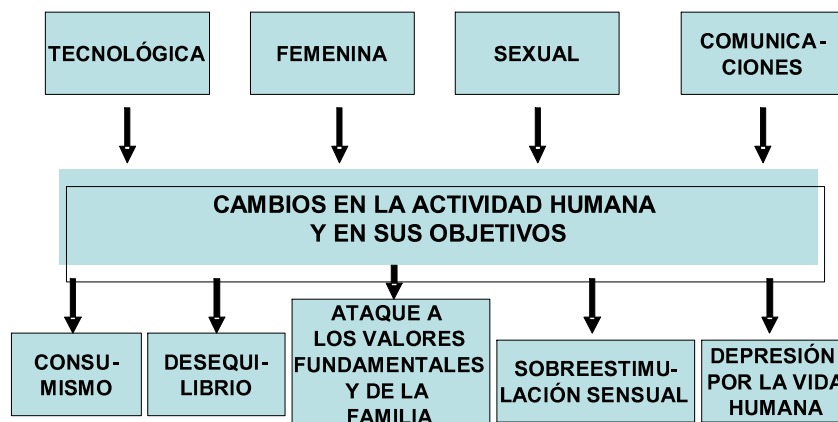 TECNOLÓGICA
FEMENINA
SEXUAL
COMUNICA-
CIONES
CAMBIOS EN LA ACTIVIDAD HUMANA
Y EN SUS OBJETIVOS
CONSU-
MISMO
DESEQUI-
LIBRIO
ATAQUE A
LOS VALORES
FUNDAMENTALES
Y DE LA
FAMILIA
SOBREESTIMU-
LACIÓN SENSUAL
DEPRESIÓN
POR LA VIDA
HUMANA